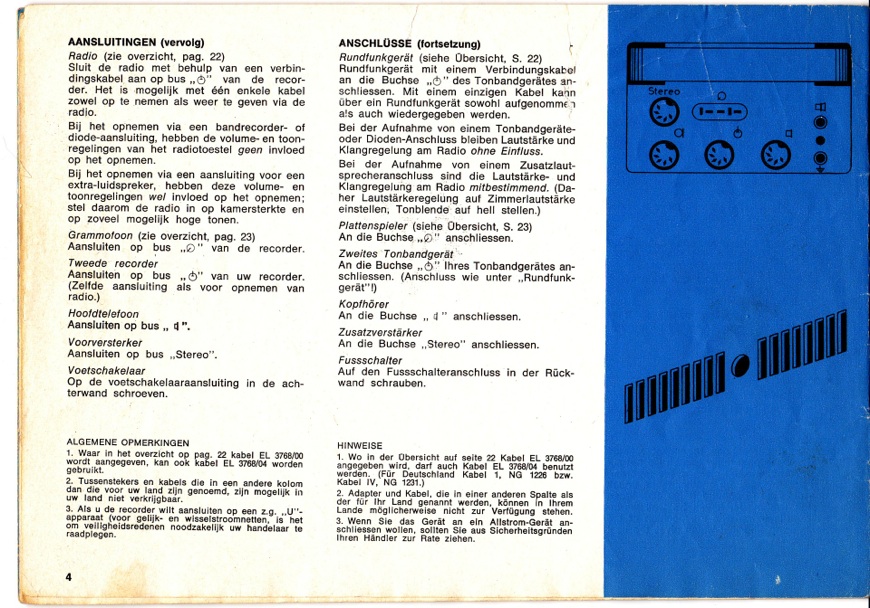 AANSLUITINGEN (vervolg)
Radio (zie overzicht, pag. 22)
Sluit de radio met behulp van een verbin-
dingskabel aan op bus „ “ van de recor-
der. Het is mogelijk met één enkele kabel
zowel op te nemen als weer te geven via de
radio.
Bij het opnemen via een bandrecorder- of
diode-aansluiting, hebben de volume- en toon-
regelingen van het radiotoestel geen invloed
op het opnemen.
Bij het opnemen via een aansluiting voor een
extra-luidspreker, hebben deze volume- en
toonregelingen wel invloed op het opnemen;
stel daarom de radio in op kamersterkte en
op zoveel mogelijk hoge tonen.
Grammofoon (zie overzicht, pag. 23)
Aansluiten op bus „ ” van de recorder.
Tweede recorder
Aansluiten op bus „ ” van uw recorder.
(Zelfde aansluiting als voor opnemen van
radio.)
Hoofdtelefoon
Aansluiten op bus „ ”.
Voorversterker
Aansluiten op bus „Stereo”.
Voetschakelaar
Op de voetschakelaaraansluiting in de ach-
terwand schroeven.
ALGEMENE OPMERKINGEN
1. Waar in het overzicht op pag. 22 kabel EL 3768/00
wordt aangegeven, kan ook kabel EL 3768/04 worden
gebruikt.
2. Tussenstekers en kabels die in een andere kolom
dan die voor uw land zijn genoemd, zijn mogelijk in
uw land niet verkrijgbaar.
3. Als u de recorder wilt aansluiten op een z.g. „U”-
apparaat (voor gelijk- en wisselstroomnetten, is het
om veiligheidsredenen noodzakelijk uw handelaar te
raadplegen.
4
ANSCHLÜSSE (fortsetzung)
Rundfunkgerät (siehe Übersicht, S. 22)
Rundfunkgerät mit einem Verbindungskabel
an die Buchse „ ” des Tonbandgerätes an-
schliessen. Mit einem einzigen Kabel kann
über ein Rundfunkgerät sowohl aufgenommen
als auch wiedergegeben werden.
Bei der Aufnahme von einem Tonbandgeräte-
oder Dioden-Anschluss bleiben Lautstärke und
Klangregelung am Radio ohne Einfluss.
Bei der Aufnahme von einem Zusatzlaut-
sprecheranschluss sind die Lautstärke- und
Klangregelung am Radio mitbestimmend. (Da-
her Lautstärkeregelung auf Zimmerlautstärke
einstellen, Tonblende auf hell stellen.)
Plattenspieler (siehe Übersicht, S. 23)
An die Buchse „ ” anschliessen.
Zweites Tonbandgerät
An die Buchse „ ” Ihres Tonbandgerätes an-
schliessen. (Anschluss wie unter „Rundfunk-
gerät”!)
Kopfhörer
An die Buchse „ ” anschliessen.
Zusatzverstärker
An die Buchse „Stereo” anschliessen.
Fussschalter
Auf den Fussschalteranschluss in der Rück-
wand schrauben.
HINWEISE
1. Wo in der Übersicht auf seite 22 Kabel EL 3768/00
angegeben wird, darf auch Kabel EL 3768/04 benutzt
werden. (Für Deutschland Kabel 1, NG 1226 bzw.
Kabel IV, NG 1231.)
2. Adapter und Kabel, die in einer anderen Spalte als
der für Ihr Land genannt werden, können in Ihrem
Lande möglicherweise nicht zur Verfügung stehen.
3. Wenn Sie das Gerät an ein Allstrom-Gerät an-
schliessen wollen, sollten Sie aus Sicherheitsgründen
Ihren Händler zur Rate ziehen.
Stereo